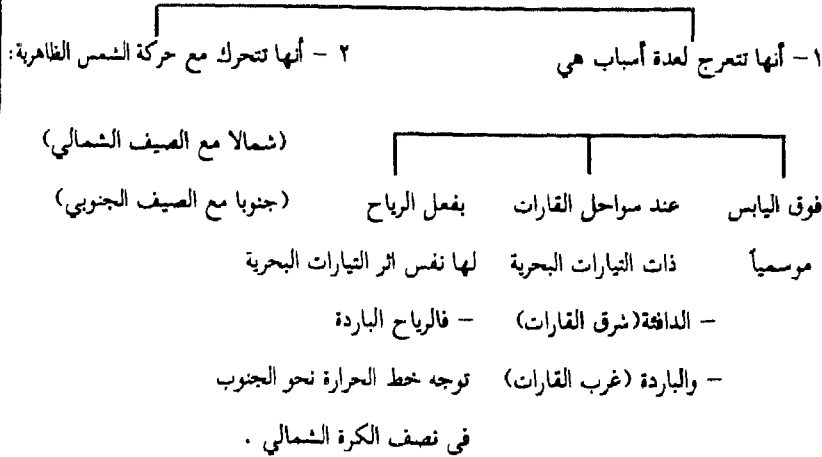 ١- أنها تتعرج لعدة أسباب هي
٢ - أنها تتحرك مع حركة الشمس الظاهرية:
(شمالا مع الصيف الشمالي)
(جنوبا مع الصيف الجنوبي)
فوق اليابس
موسمياً
عند سواحل القارات
ذات التيارات البحرية
- الدافئة (شرق القارات)
- والباردة (غرب القارات)
بفعل الرياح
لها نفس اثر التيارات البحرية
- فالرياح الباردة
توجه خط الحرارة نحو الجنوب
في نصف الكرة الشمالي .